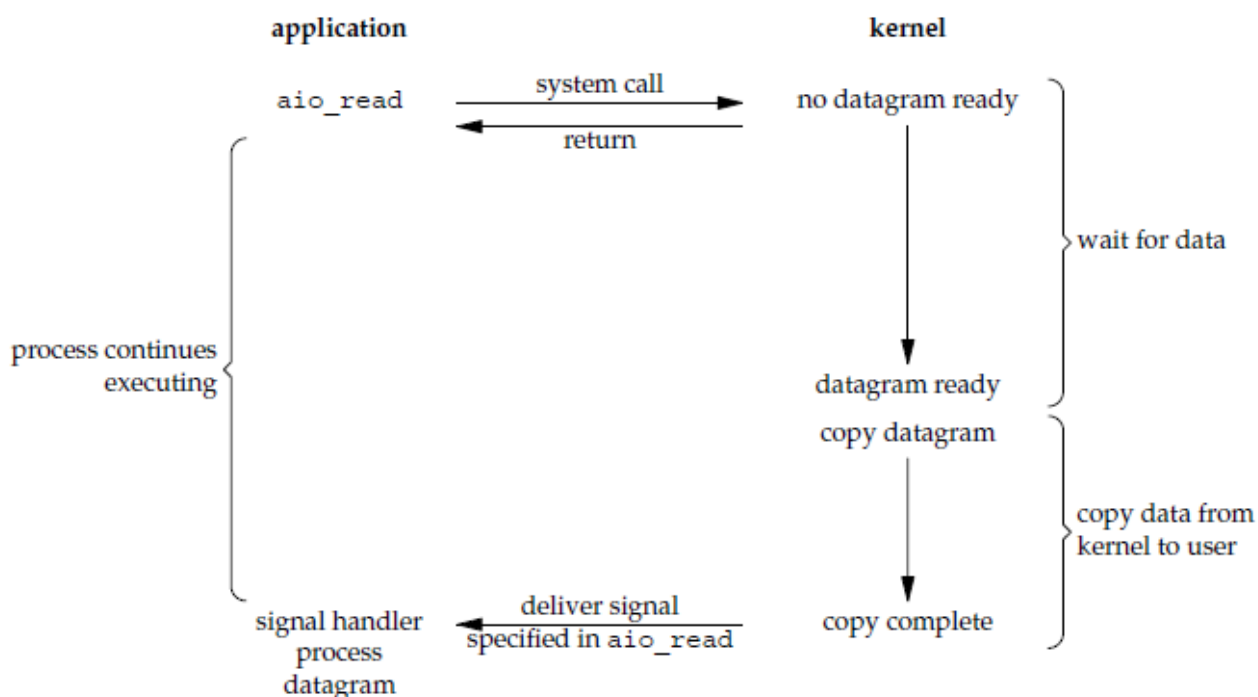 application
kernel
aio_read
system call
no datagram ready
return
wait for data
process continues
executing
datagram ready
copy datagram
copy data from
kernel to user
deliver signal
signal handler
copy complete
specified in aio_read
process
datagram